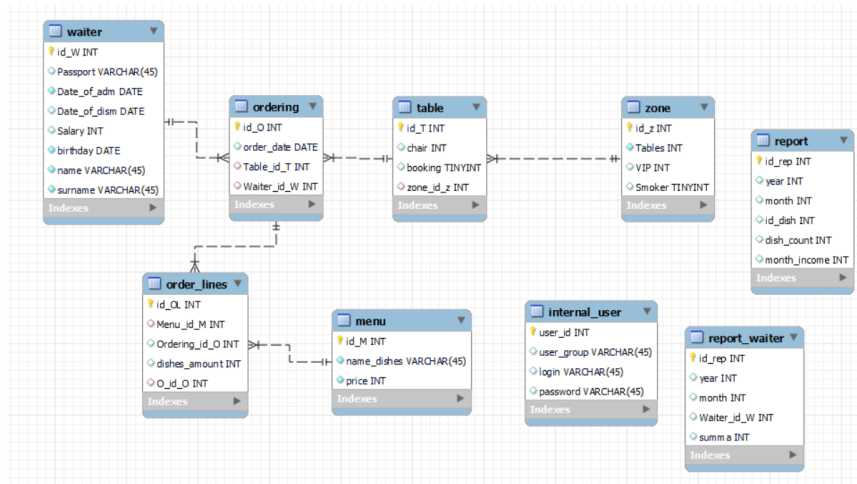 waiter
id_W INT
Passport VARCHAR(45)
Date_of_adm DATE
Date_of_dism DATE
Salary INT
birthday DATE
name VARCHAR(45)
surname VARCHAR(45)
Indexes
ordering
id_O INT
order_date DATE
Table_id_T INT
Waiter_id_W INT
Indexes
table
id_T INT
chair INT
booking TINYINT
zone_id_z INT
Indexes
zone
id_z INT
Tables INT
VIP INT
Smoker TINYINT
Indexes
report
id_rep INT
year INT
month INT
id_dish INT
dish_count INT
month_income INT
Indexes
order_lines
id_OL INT
Menu_id_M INT
Ordering_id_O INT
dishes_amount INT
O_id_O INT
Indexes
menu
id_M INT
name_dishes VARCHAR(45)
price INT
Indexes
internal_user
user_id INT
user_group VARCHAR(45)
login VARCHAR(45)
password VARCHAR(45)
Indexes
report_waiter
id_rep INT
year INT
month INT
Waiter_id_W INT
summa INT
Indexes